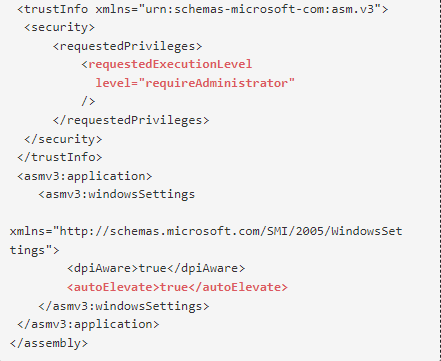 <trustInfo xmlns="urn:schemas-microsoft-com:asm.v3">
<security>
<requestedPrivileges>
<requestedExecutionLevel
level="requireAdministrator"
/>
</requestedPrivileges>
</security>
</trustInfo>
<asmv3:application>
<asmv3:windowsSettings
xmlns="http://schemas.microsoft.com/SMI/2005/WindowsSet
tings">
<dpiAware>true</dpiAware>
<autoElevate>true</autoElevate>
</asmv3:windowsSettings>
</asmv3:application>
</assembly>